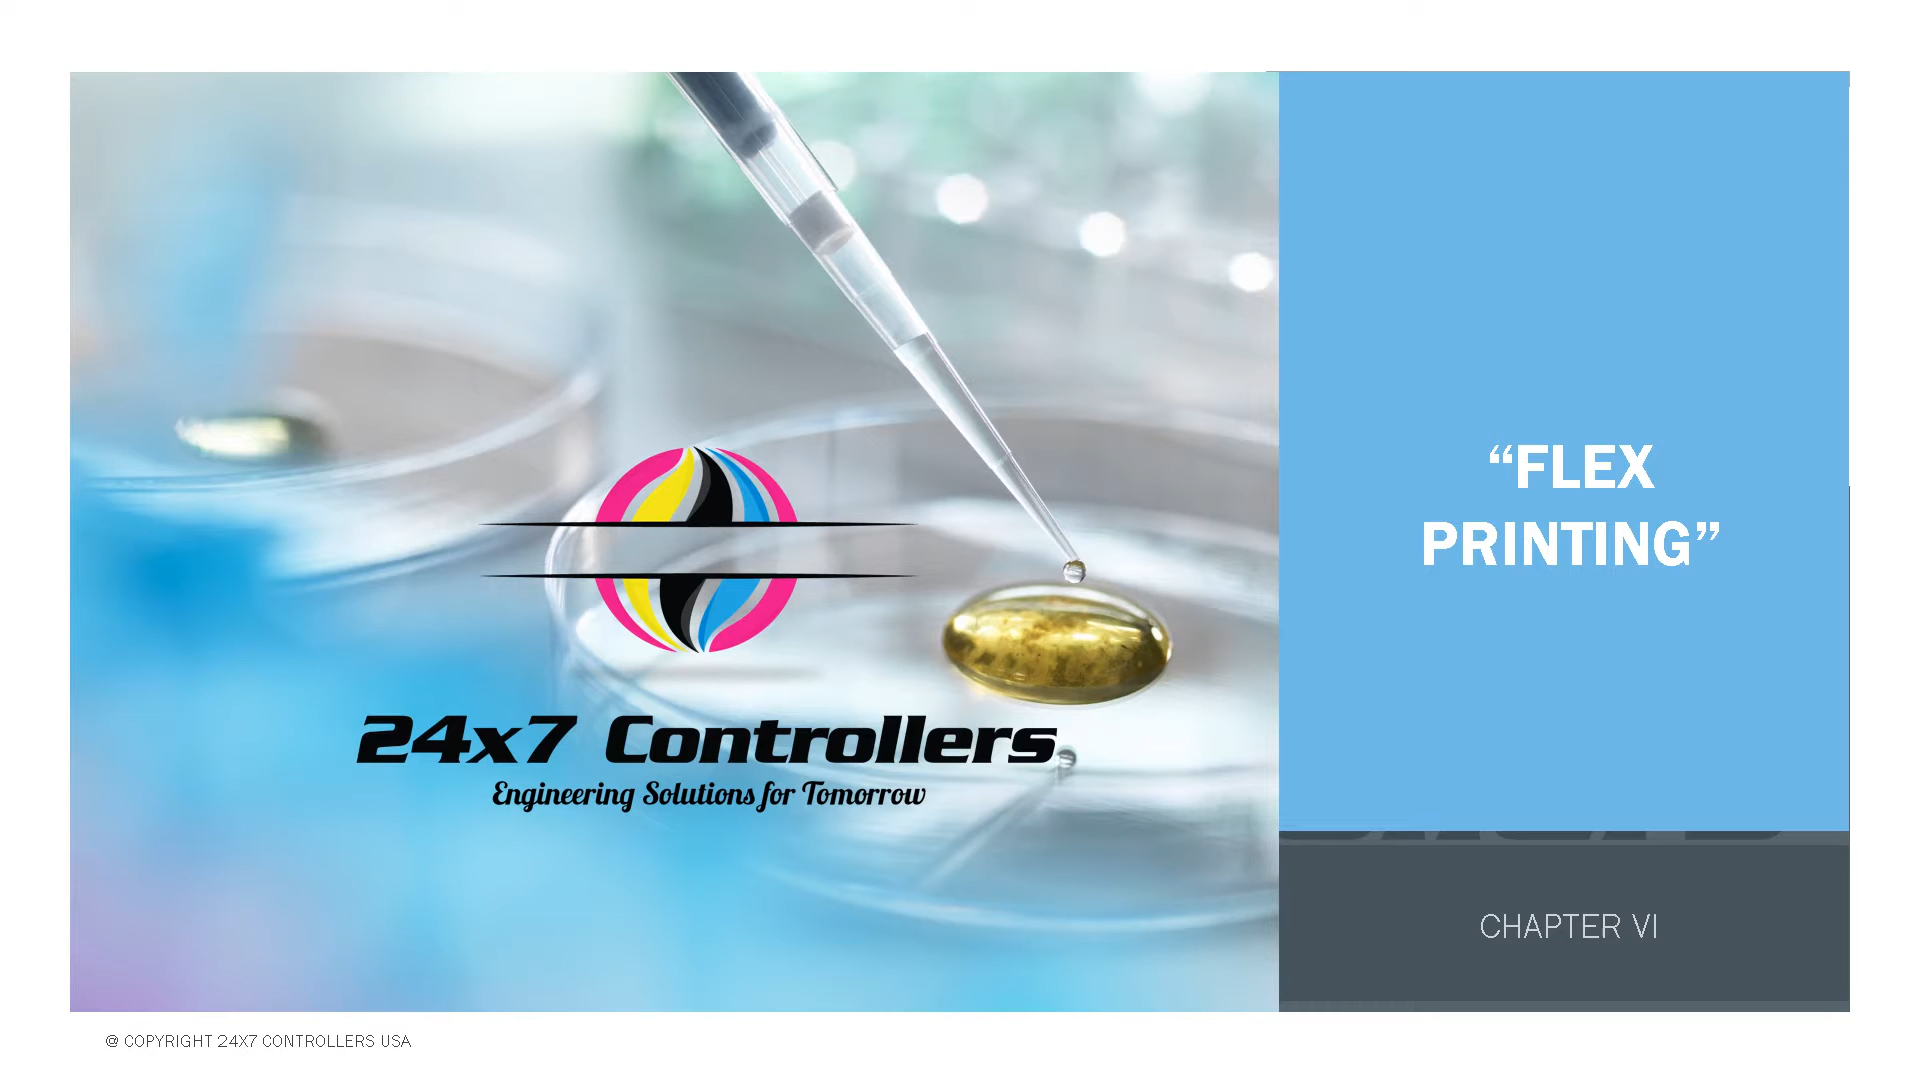 24x7 Controllers
Engineering Solutions for Tomorrow
“FLEX
PRINTING”
CHAPTER VI
@ COPYRIGHT 24X7 CONTROLLERS USA